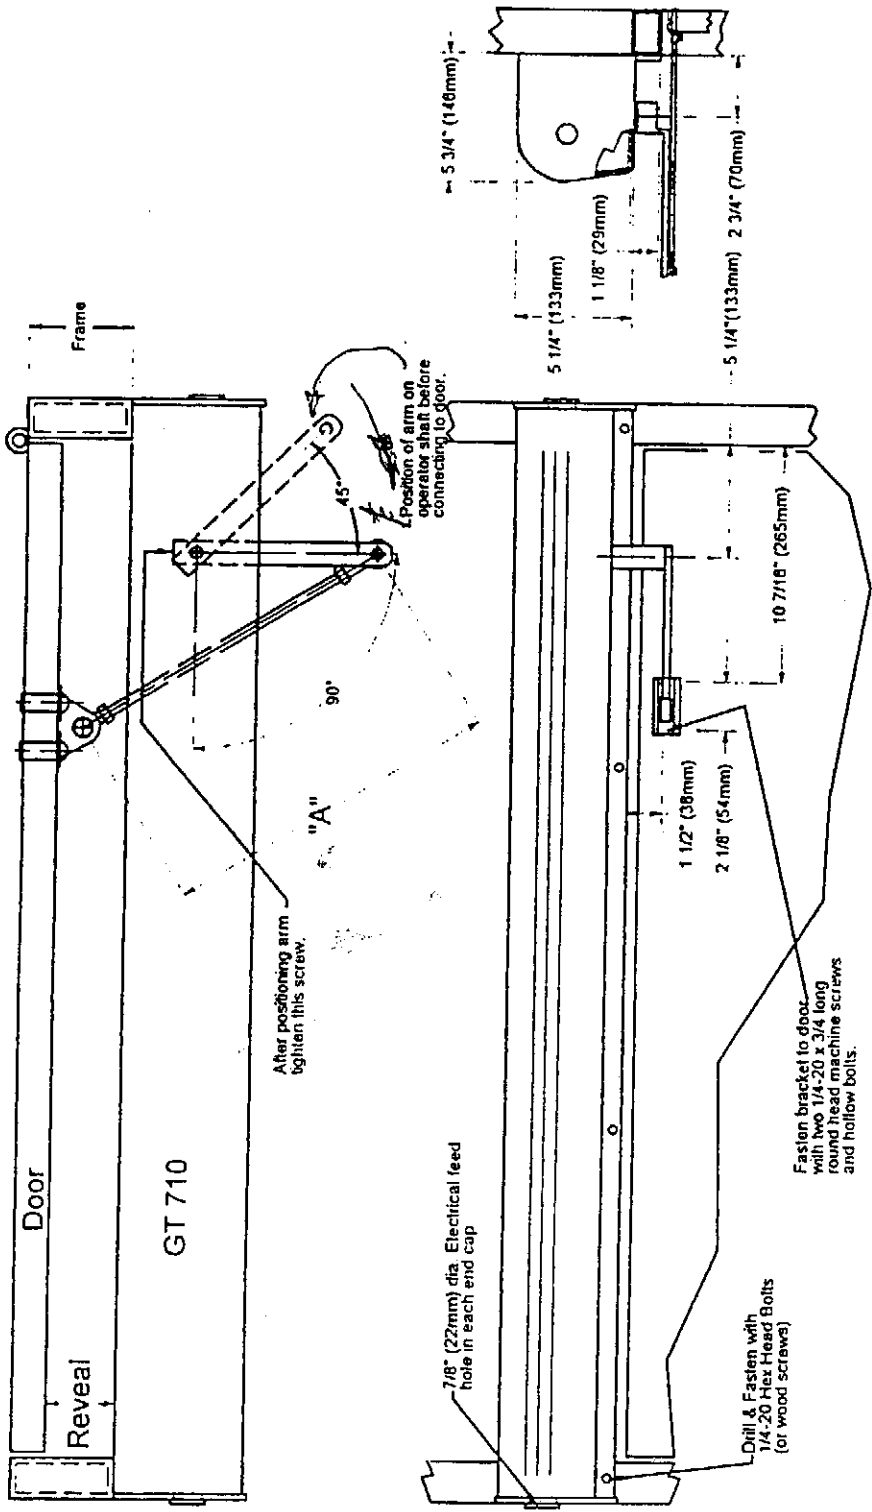 Frame
Door
Reveal
GT 710
After positioning arm
tighten this screw.
Position of arm on
operator shaft before
connecting to door.
45°
90°
"A"
7/8" (22mm) dia. Electrical feed
hole in each end cap
Drill & Fasten with
1/4-20 Hex Head Bolts
(or wood screws)
Fasten bracket to door
with two 1/4-20 x 3/4 long
round head machine screws
and hollow bolts.
1 1/2" (38mm)
2 1/8" (54mm)
10 7/16" (265mm)
5 1/4" (133mm)
5 1/4" (133mm)
1 1/8" (29mm)
2 3/4" (70mm)
5 3/4" (146mm)